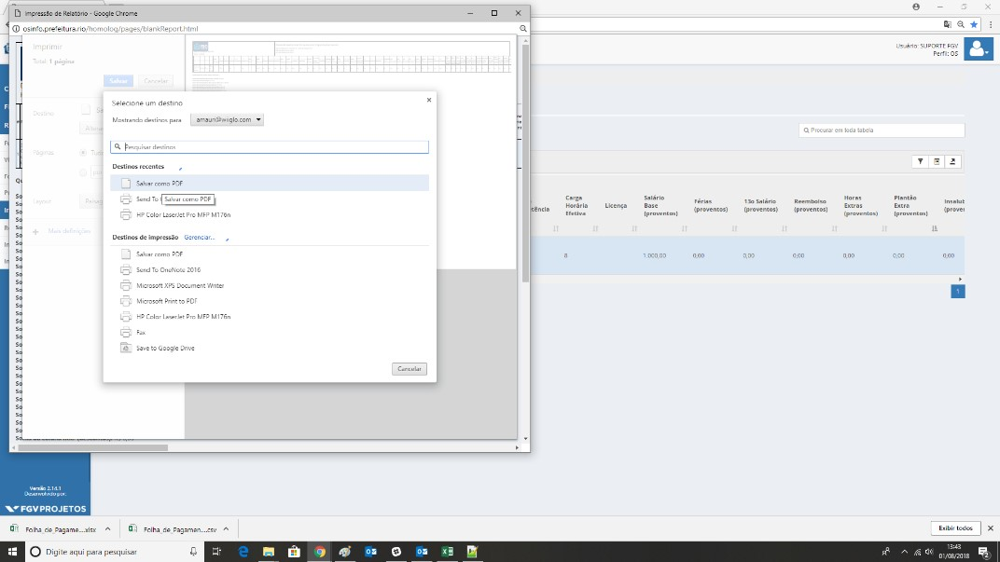 Impressão de Relatório - Google Chrome
osinfo.prefeitura.rio/homolog/pages/blankReport.html
Imprimir
Total: 1 página
Salvar
Cancelar
Destino
Páginas
Layout
Mais definições
Selecione um destino
Mostrando destinos para
amauri@wiiglo.com
Pesquisar destinos
Destinos recentes
Salvar como PDF
Send To
Salvar como PDF
HP Color LaserJet Pro MFP M176n
Destinos de impressão
Gerenciar...
Salvar como PDF
Send To OneNote 2016
Microsoft XPS Document Writer
Microsoft Print to PDF
HP Color LaserJet Pro MFP M176n
Fax
Save to Google Drive
Cancelar
Usuário: SUPORTE FGV
Perfil: OS
Procurar em toda tabela
Carga Horária Efetiva
Licença
Salário Base (proventos)
Férias (proventos)
13o Salário (proventos)
Reembolso (proventos)
Horas Extras (proventos)
Plantão Extra (proventos)
8
1.000,00
0,00
0,00
0,00
0,00
0,00
0,00
1
Versão 2.14.1
Desenvolvido por:
FGV PROJETOS
Folha_de_Pagame....xlsx
Folha_de_Pagamen....csv
Exibir todos
Digite aqui para pesquisar
13:43
01/08/2018